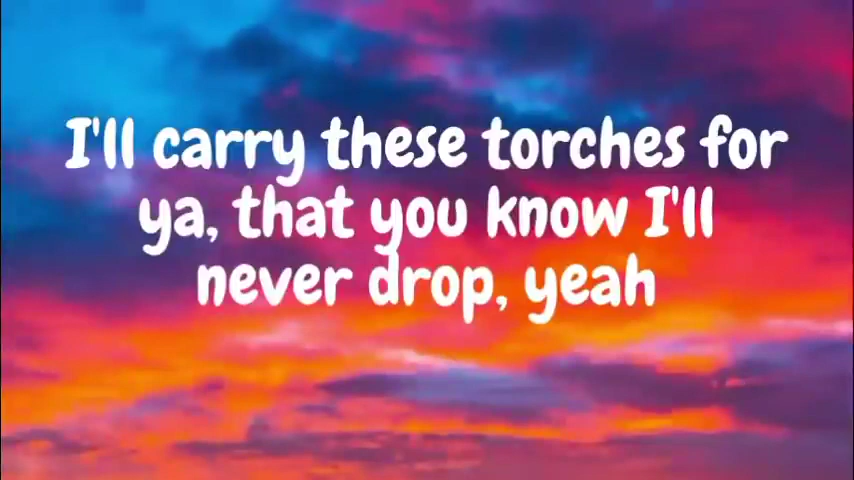 I'll carry these torches for
ya, that you know I'll
never drop, yeah